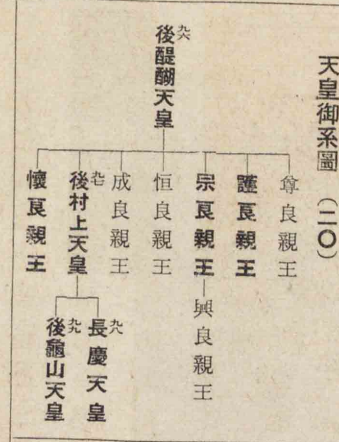 天皇御系圖 (二〇)
九六 後醍醐天皇
尊良親王
護良親王
宗良親王
興良親王
恒良親王
成良親王
九七 後村上天皇
九八 長慶天皇
九九 後龜山天皇
懷良親王